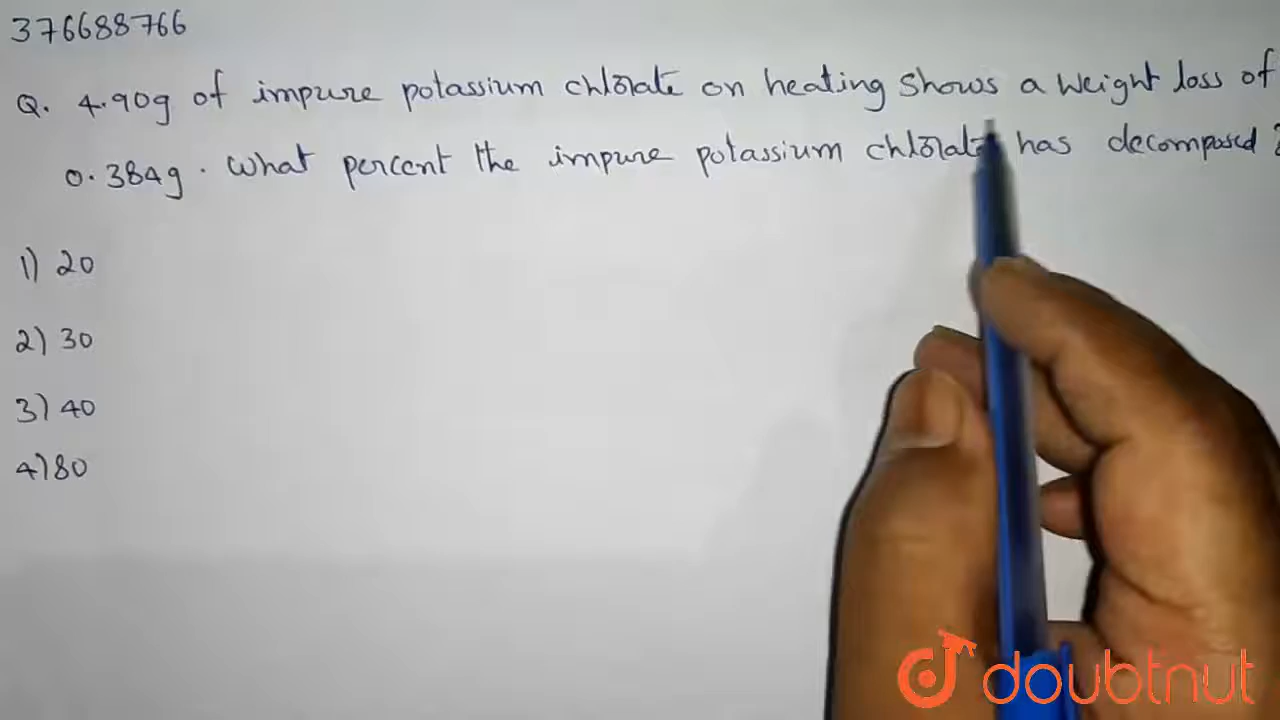 376688766
Q. 4.90g of impure potassium chlorate on heating shows a weight loss of
0.384g. What percent the impure potassium chlorate has decomposed?
1) 20
2) 30
3) 40
4) 80
doubtnut